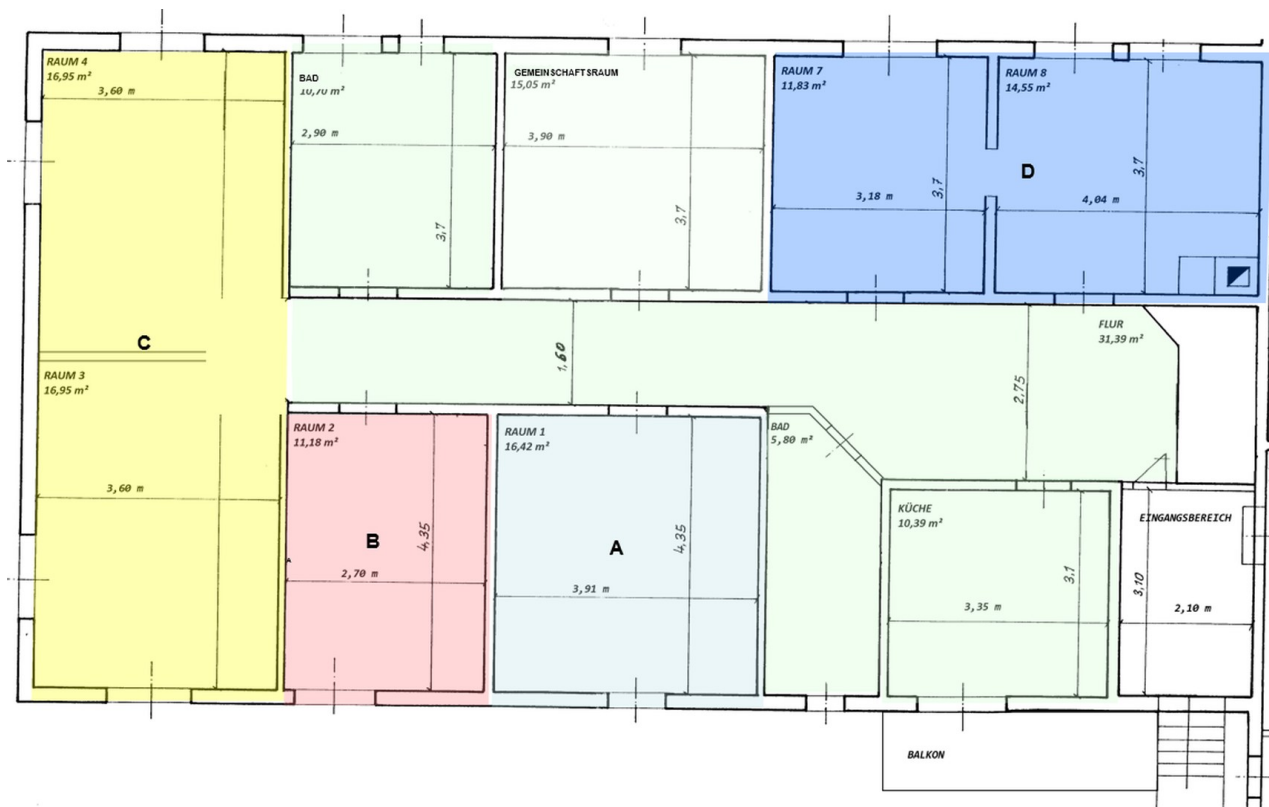 RAUM 4
16,95 m²
3,60 m
BAD
10,70 m²
2,90 m
3,7
GEMEINSCHAFTSRAUM
15,05 m²
3,90 m
3,7
RAUM 7
11,83 m²
3,18 m
3,7
RAUM 8
14,55 m²
D
4,04 m
3,7
C
RAUM 3
16,95 m²
3,60 m
1,60
FLUR
31,39 m²
2,75
RAUM 2
11,18 m²
B
2,70 m
4,35
RAUM 1
16,42 m²
A
3,91 m
4,35
BAD
5,80 m²
KÜCHE
10,39 m²
3,35 m
3,1
EINGANGSBEREICH
3,10
2,10 m
BALKON